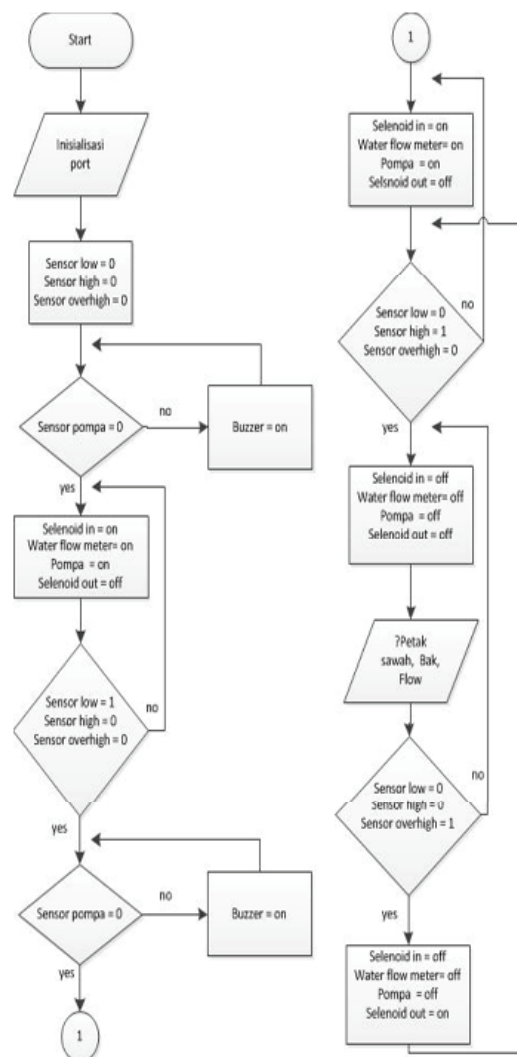 Start
Inisialisasi
port
Sensor low = 0
Sensor high = 0
Sensor overhigh = 0
Sensor pompa = 0
no
Buzzer = on
yes
Selenoid in = on
Water flow meter= on
Pompa = on
Selenoid out = off
Sensor low = 1
Sensor high = 0
Sensor overhigh = 0
no
yes
Sensor pompa = 0
no
Buzzer = on
yes
1
1
Selenoid in = on
Water flow meter= on
Pompa = on
Selsnoid out = off
Sensor low = 0
Sensor high = 1
Sensor overhigh = 0
no
yes
Selenoid in = off
Water flow meter= off
Pompa = off
Selenoid out = off
?Petak
sawah, Bak,
Flow
Sensor low = 0
Sensor high = 0
Sensor overhigh = 1
no
yes
Selenoid in = off
Water flow meter= off
Pompa = off
Selenoid out = on